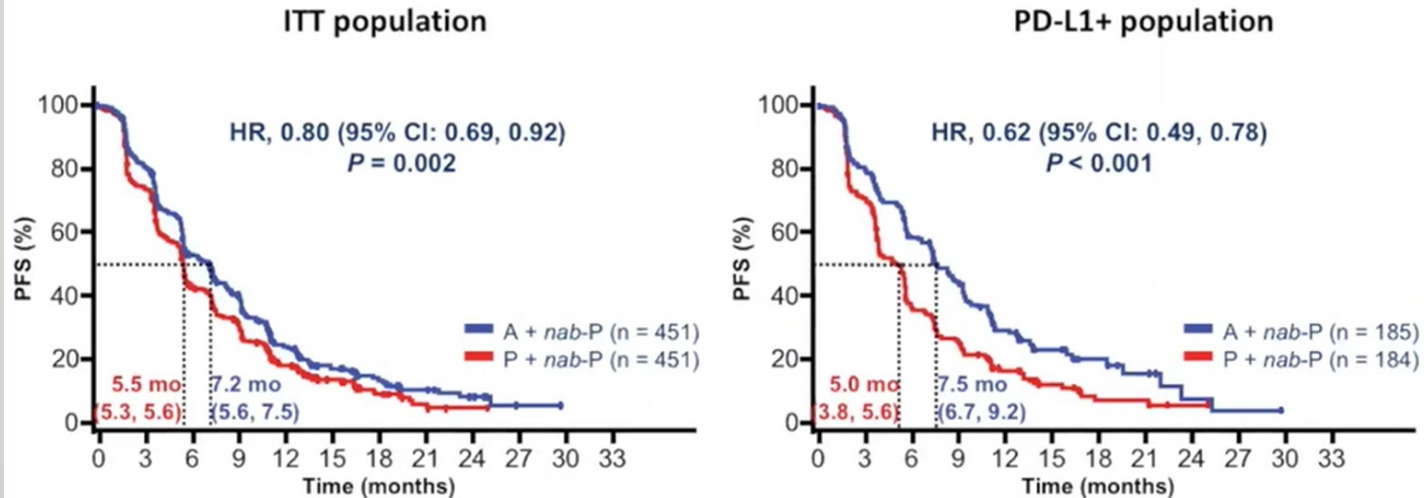 ITT population
100
80
60
40
20
0
PFS (%)
HR, 0.80 (95% CI: 0.69, 0.92)
P = 0.002
A + nab-P (n = 451)
P + nab-P (n = 451)
5.5 mo
(5.3, 5.6)
7.2 mo
(5.6, 7.5)
0 3 6 9 12 15 18 21 24 27 30 33
Time (months)
PD-L1+ population
100
80
60
40
20
0
PFS (%)
HR, 0.62 (95% CI: 0.49, 0.78)
P < 0.001
A + nab-P (n = 185)
P + nab-P (n = 184)
5.0 mo
(3.8, 5.6)
7.5 mo
(6.7, 9.2)
0 3 6 9 12 15 18 21 24 27 30 33
Time (months)